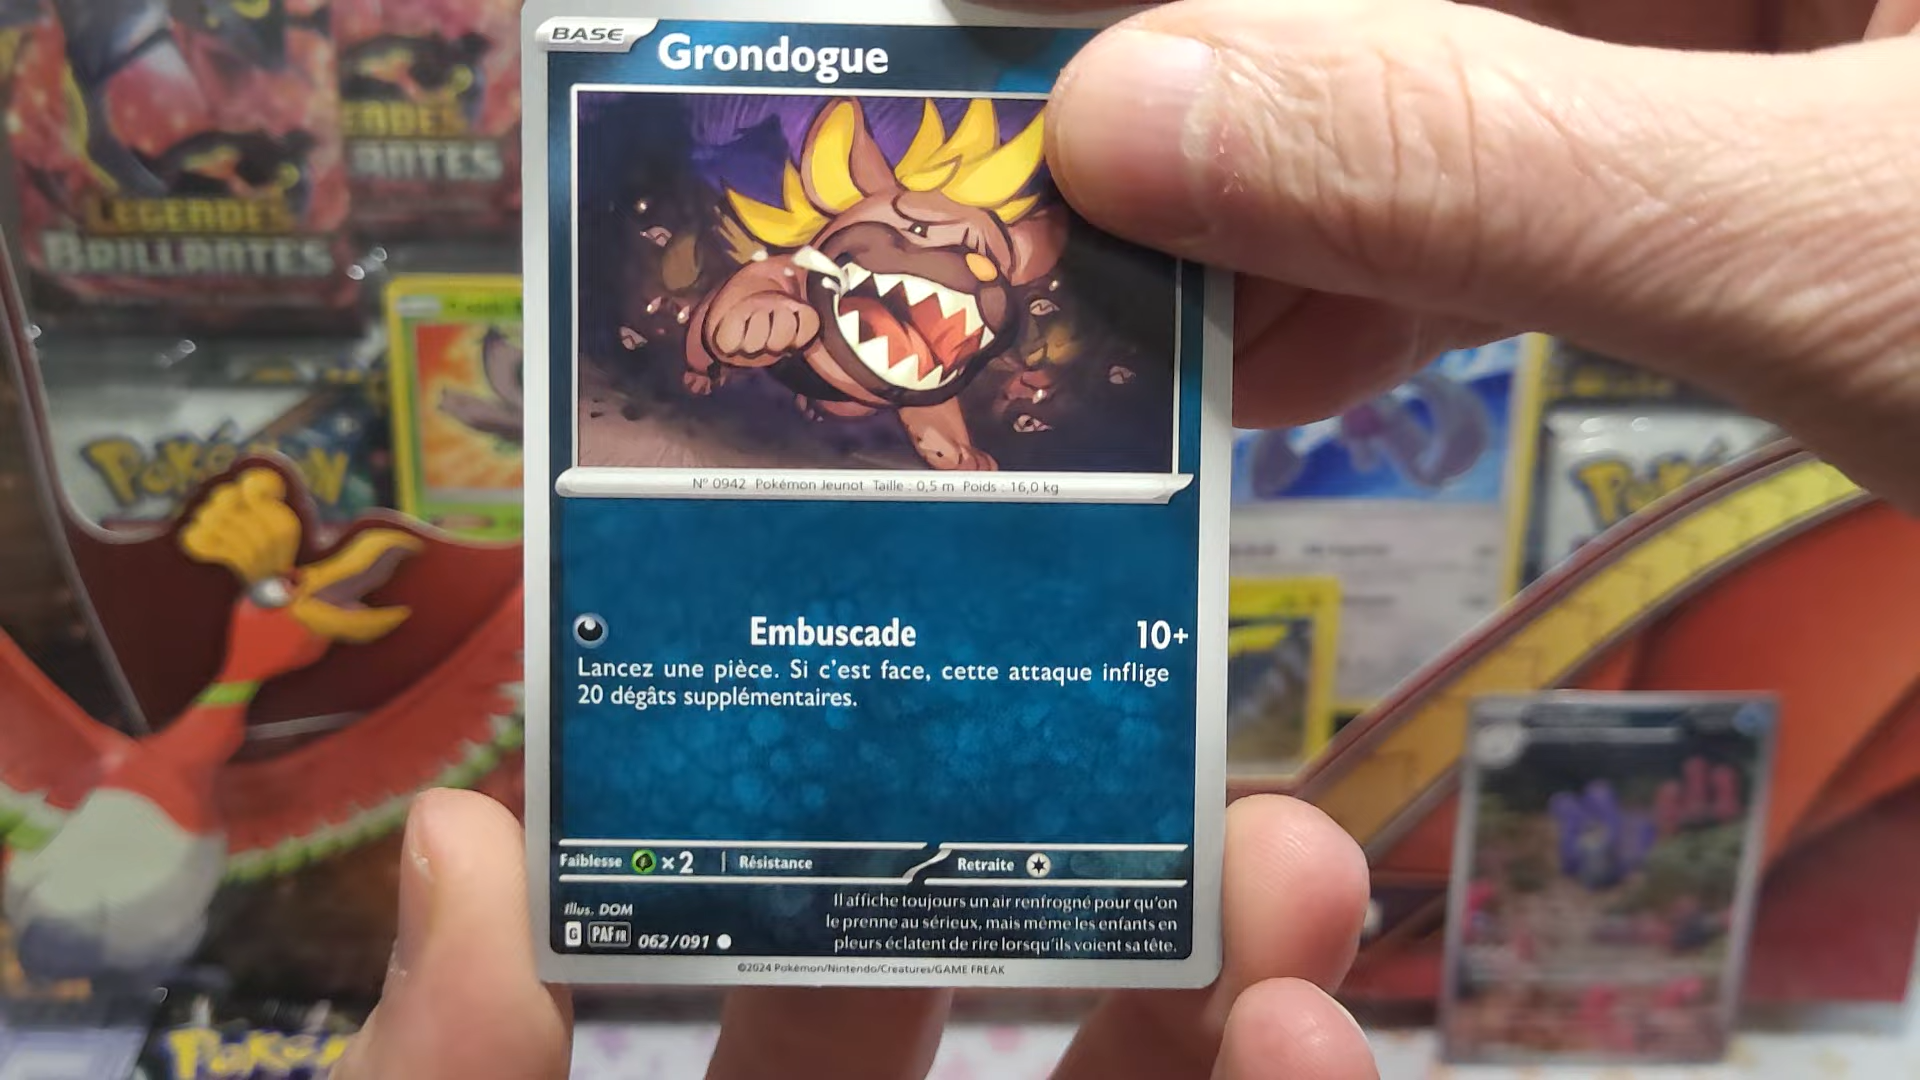 BASE
Grondogue
N° 0942 Pokémon Jeunot Taille : 0,5 m Poids : 16,0 kg
Embuscade 10+
Lancez une pièce. Si c'est face, cette attaque inflige
20 dégâts supplémentaires.
Faiblesse ×2 Résistance Retraite
Illus. DOM
G PAF FR 062/091
Il affiche toujours un air renfrogné pour qu'on
le prenne au sérieux, mais même les enfants en
pleurs éclatent de rire lorsqu'ils voient sa tête.
©2024 Pokémon/Nintendo/Creatures/GAME FREAK
LEGENDES
BRILLANTES
POKÉMON